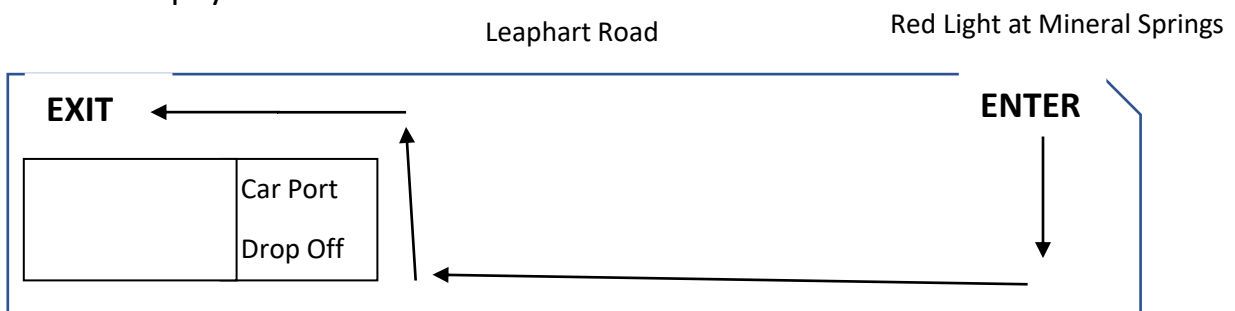 Leaphart Road
Red Light at Mineral Springs
EXIT
ENTER
Car Port
Drop Off